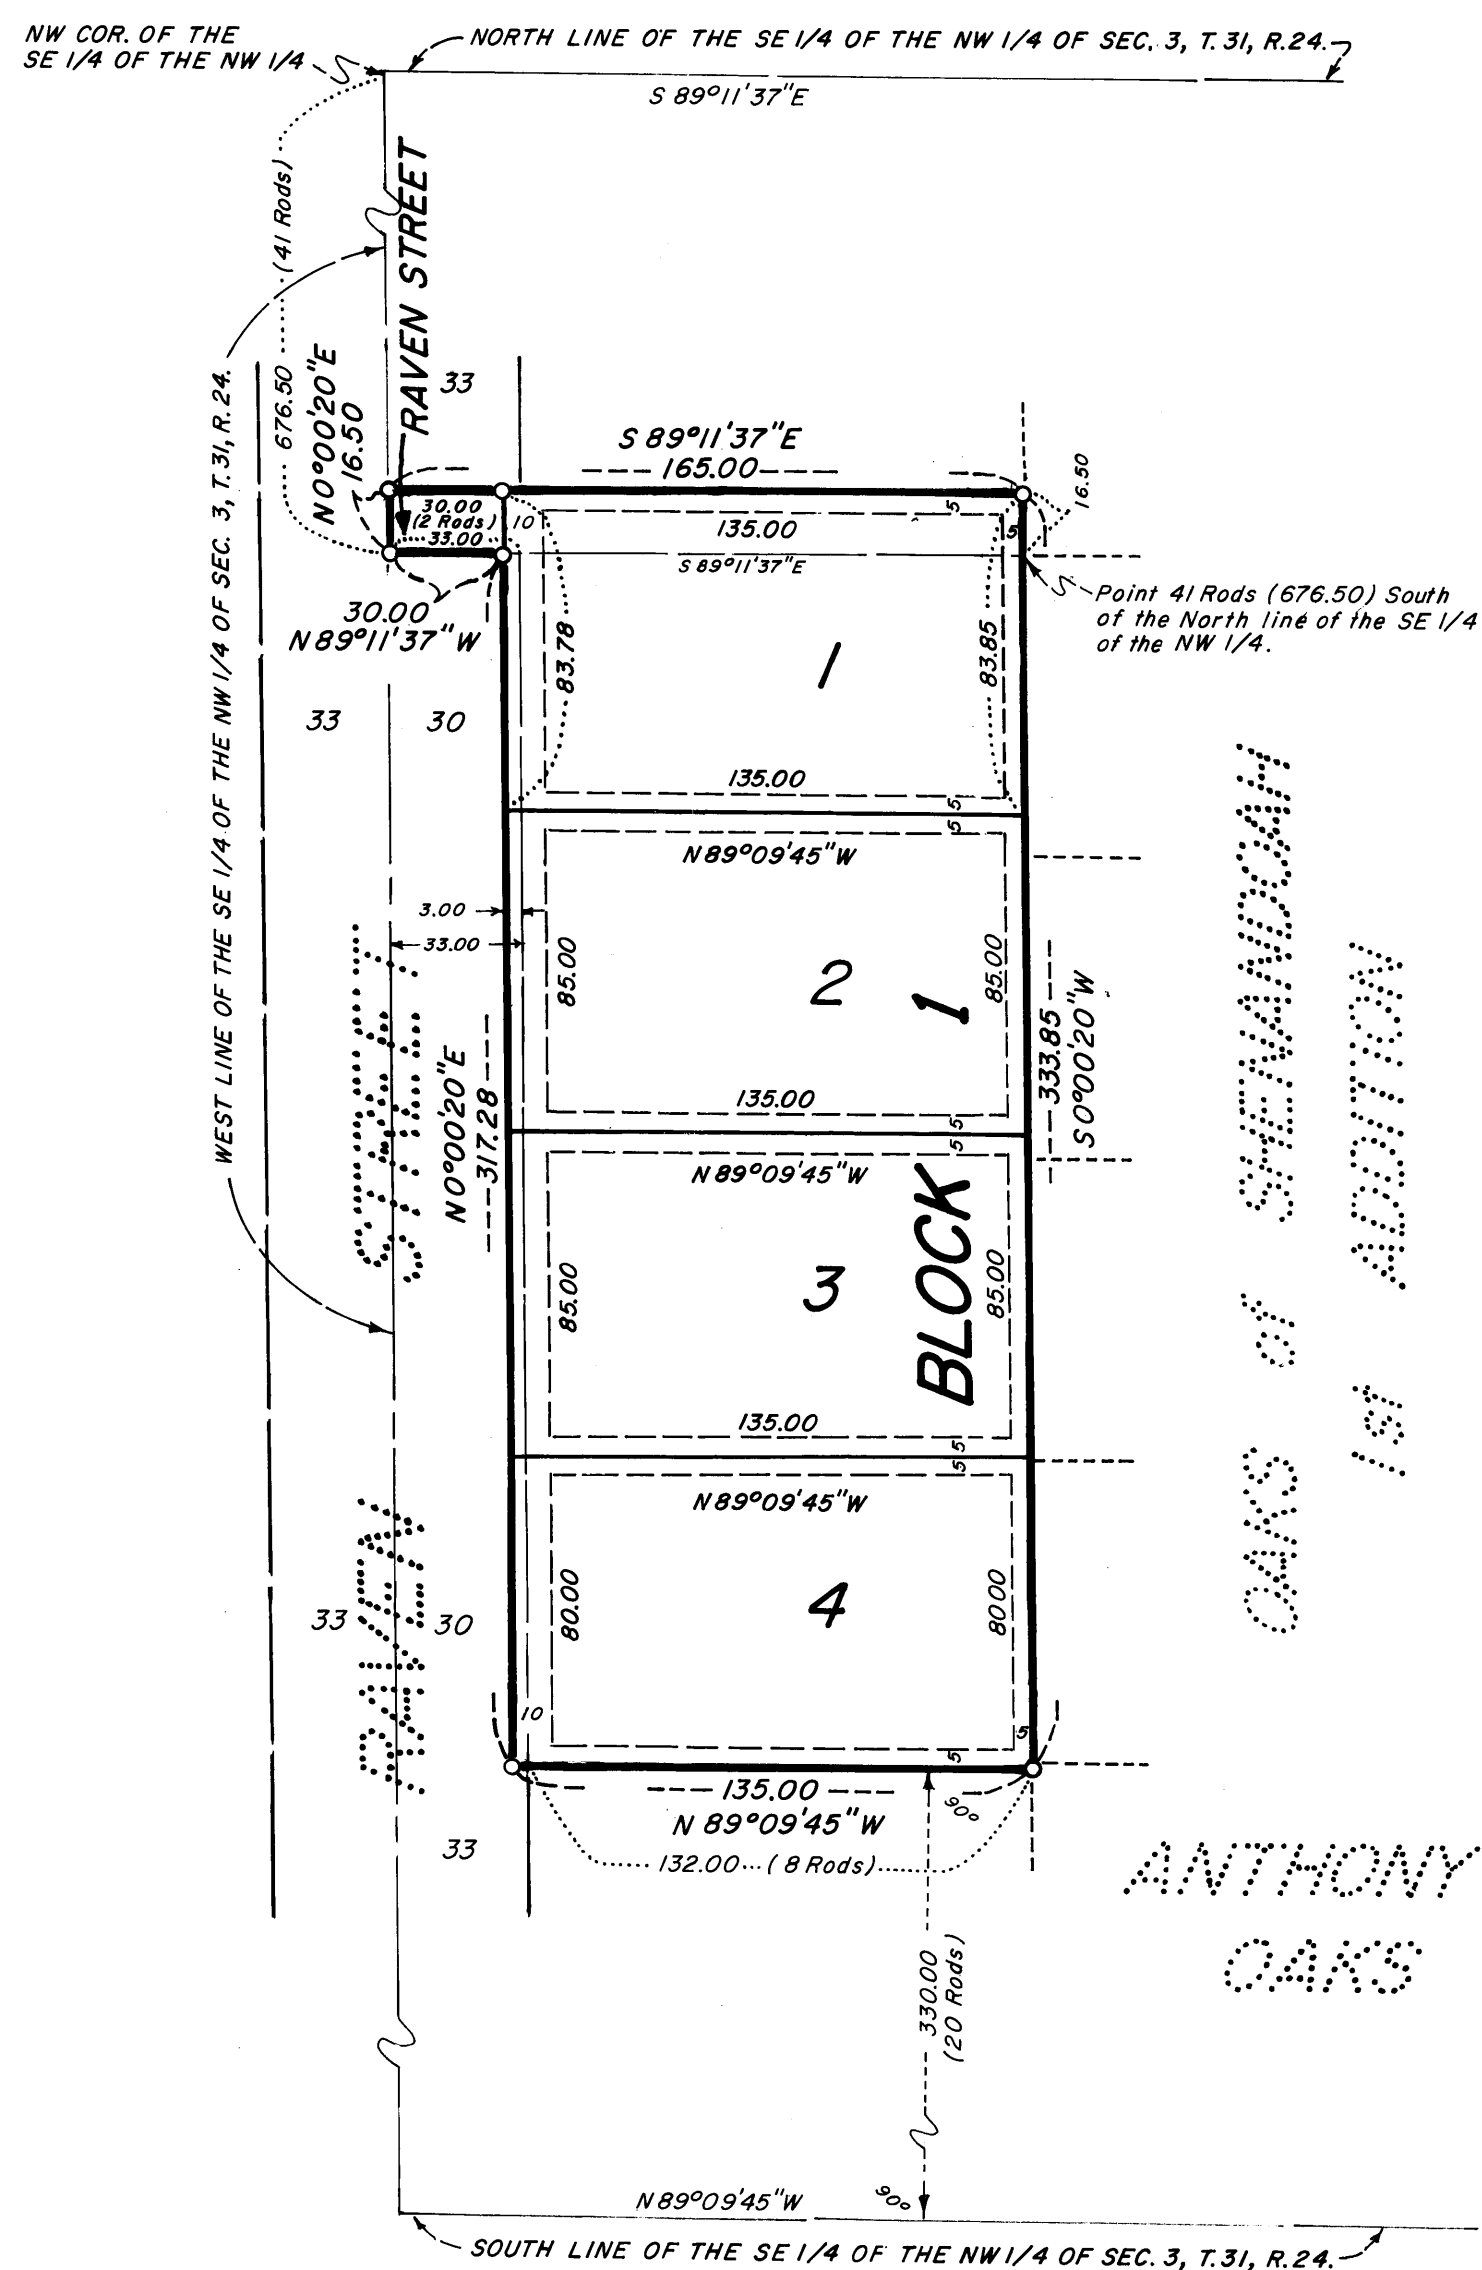 NW COR. OF THE
SE 1/4 OF THE NW 1/4
NORTH LINE OF THE SE 1/4 OF THE NW 1/4 OF SEC. 3, T. 31, R. 24.
S 89°11'37"E
(41 Rods)
676.50
RAVEN STREET
N 0°00'20"E
16.50
33
S 89°11'37"E
165.00
16.50
30.00
(2 Rods)
33.00
10
5
5
135.00
S 89°11'37"E
30.00
N 89°11'37"W
Point 41 Rods (676.50) South
of the North line of the SE 1/4
of the NW 1/4.
83.78
1
83.85
33
30
135.00
5
5
N 89°09'45"W
3.00
33.00
85.00
2
85.00
135.00
5
5
WEST LINE OF THE SE 1/4 OF THE NW 1/4 OF SEC. 3, T. 31, R. 24.
N 0°00'20"E
317.28
333.85
S 0°00'20"W
BLOCK 1
N 89°09'45"W
85.00
3
85.00
135.00
5
5
N 89°09'45"W
80.00
4
80.00
33
30
RAVEN STREET
10
5
5
135.00
N 89°09'45"W
90°
132.00 (8 Rods)
33
OAKS of SHENANDOAH
1st ADDITION
ANTHONY
OAKS
330.00
(20 Rods)
90°
N 89°09'45"W
SOUTH LINE OF THE SE 1/4 OF THE NW 1/4 OF SEC. 3, T. 31, R. 24.